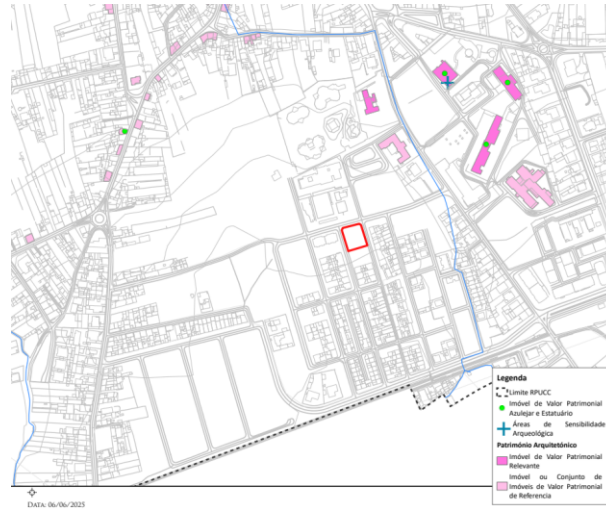 Legenda
Limite RPUCC
Imóvel de Valor Patrimonial
Azulejar e Estatuário
Áreas de Sensibilidade
Arqueológica
Património Arquitetónico
Imóvel de Valor Patrimonial
Relevante
Imóvel ou Conjunto de
Imóveis de Valor Patrimonial
de Referencia
DATA: 06/06/2025